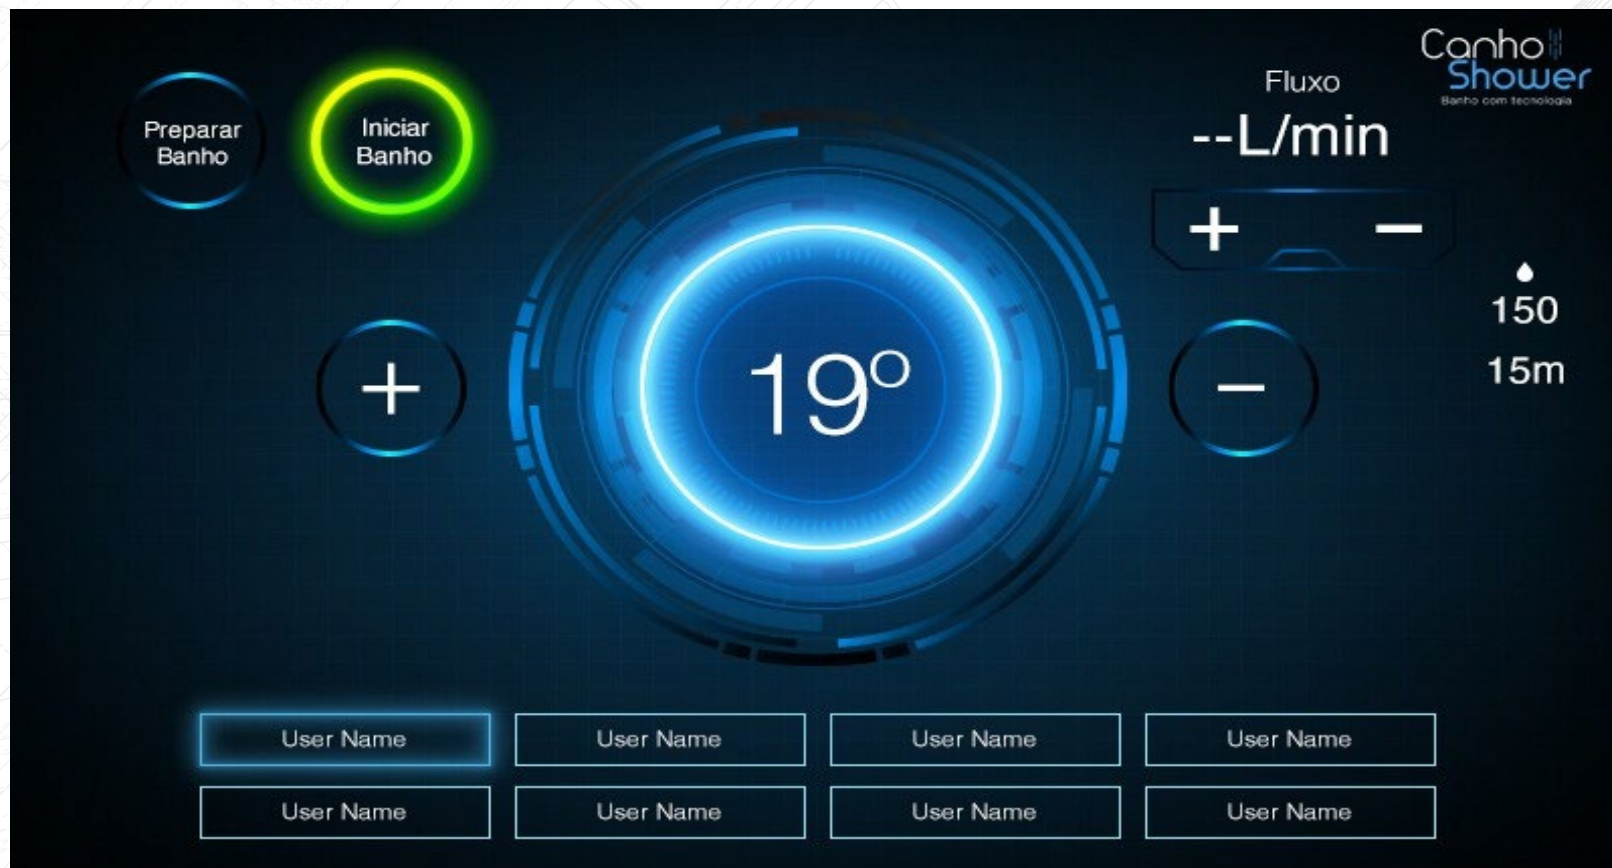 Canho
Shower
Banho com tecnologia
Preparar
Banho
Iniciar
Banho
Fluxo
--L/min
+ −
150
15m
+
19º
−
User Name
User Name
User Name
User Name
User Name
User Name
User Name
User Name